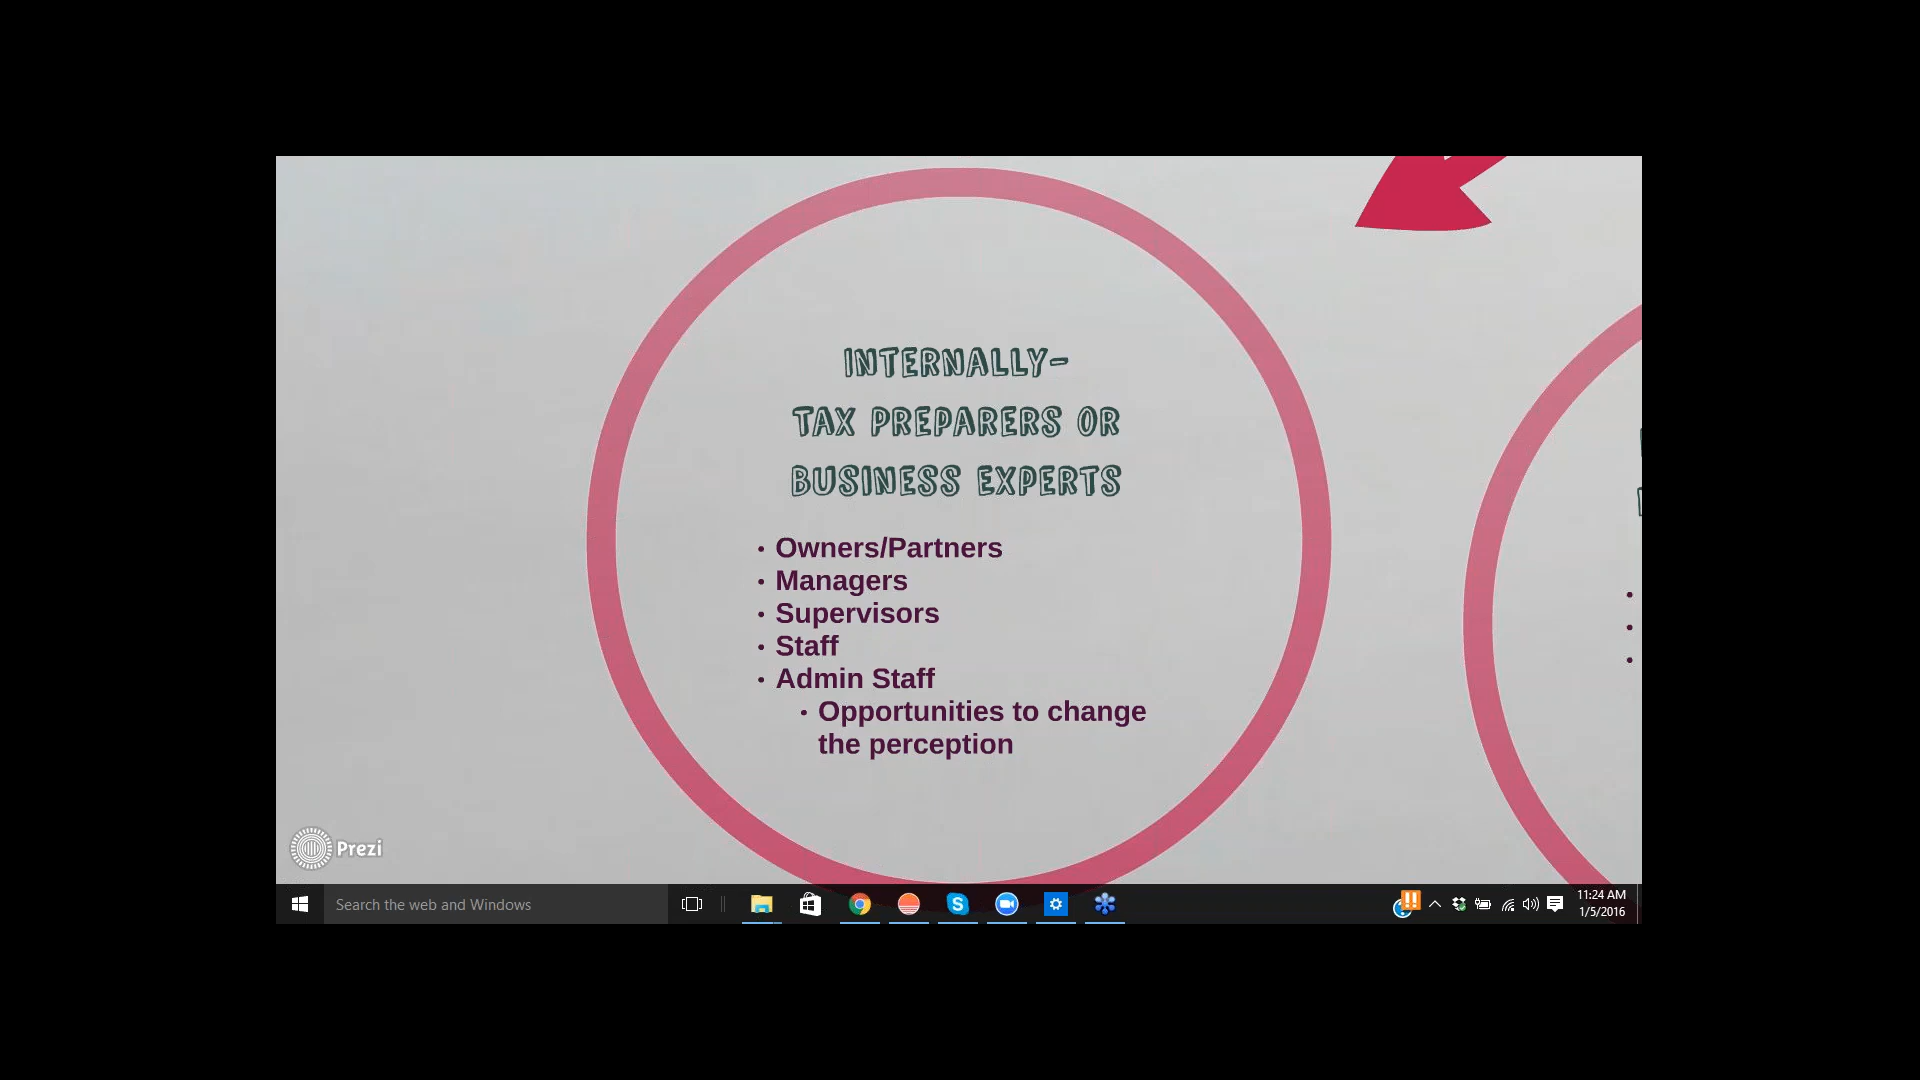 INTERNALLY-
TAX PREPARERS OR
BUSINESS EXPERTS
• Owners/Partners
• Managers
• Supervisors
• Staff
• Admin Staff
• Opportunities to change
the perception
Prezi
Search the web and Windows
11:24 AM
1/5/2016